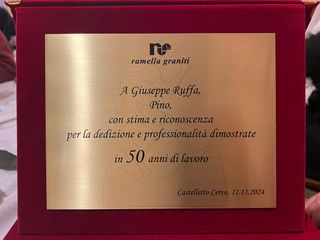 re
ramella graniti
A Giuseppe Ruffa,
Pino,
con stima e riconoscenza
per la dedizione e professionalità dimostrate
in 50 anni di lavoro
Castelletto Cervo, 11.11.2024